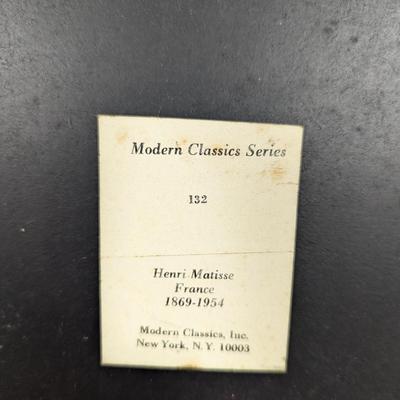 Modern Classics Series
132
Henri Matisse
France
1869-1954
Modern Classics, Inc.
New York, N.Y. 10003